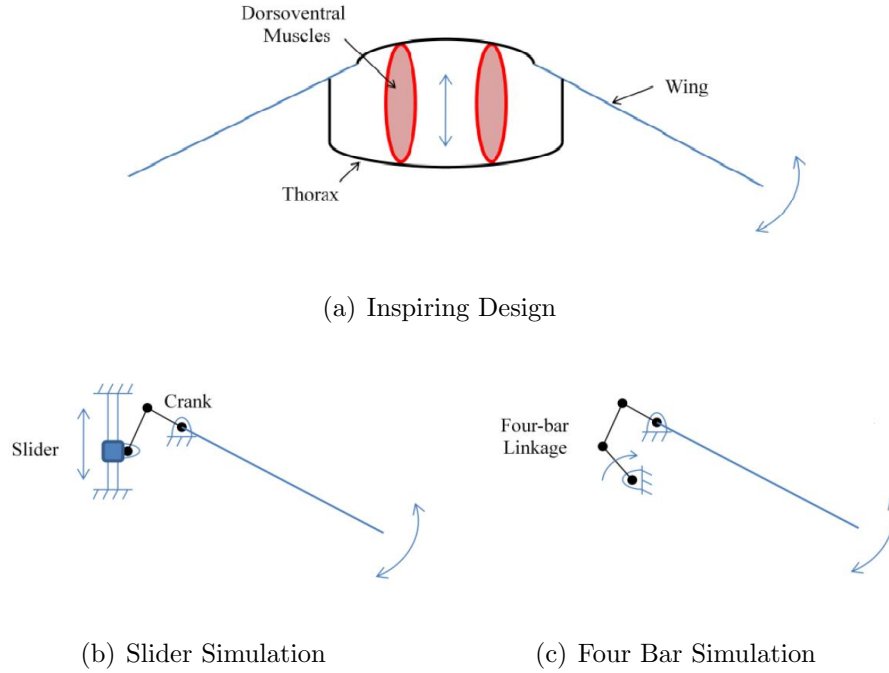 Dorsoventral
Muscles
Wing
Thorax
(a) Inspiring Design
Crank
Slider
Four-bar
Linkage
(b) Slider Simulation
(c) Four Bar Simulation